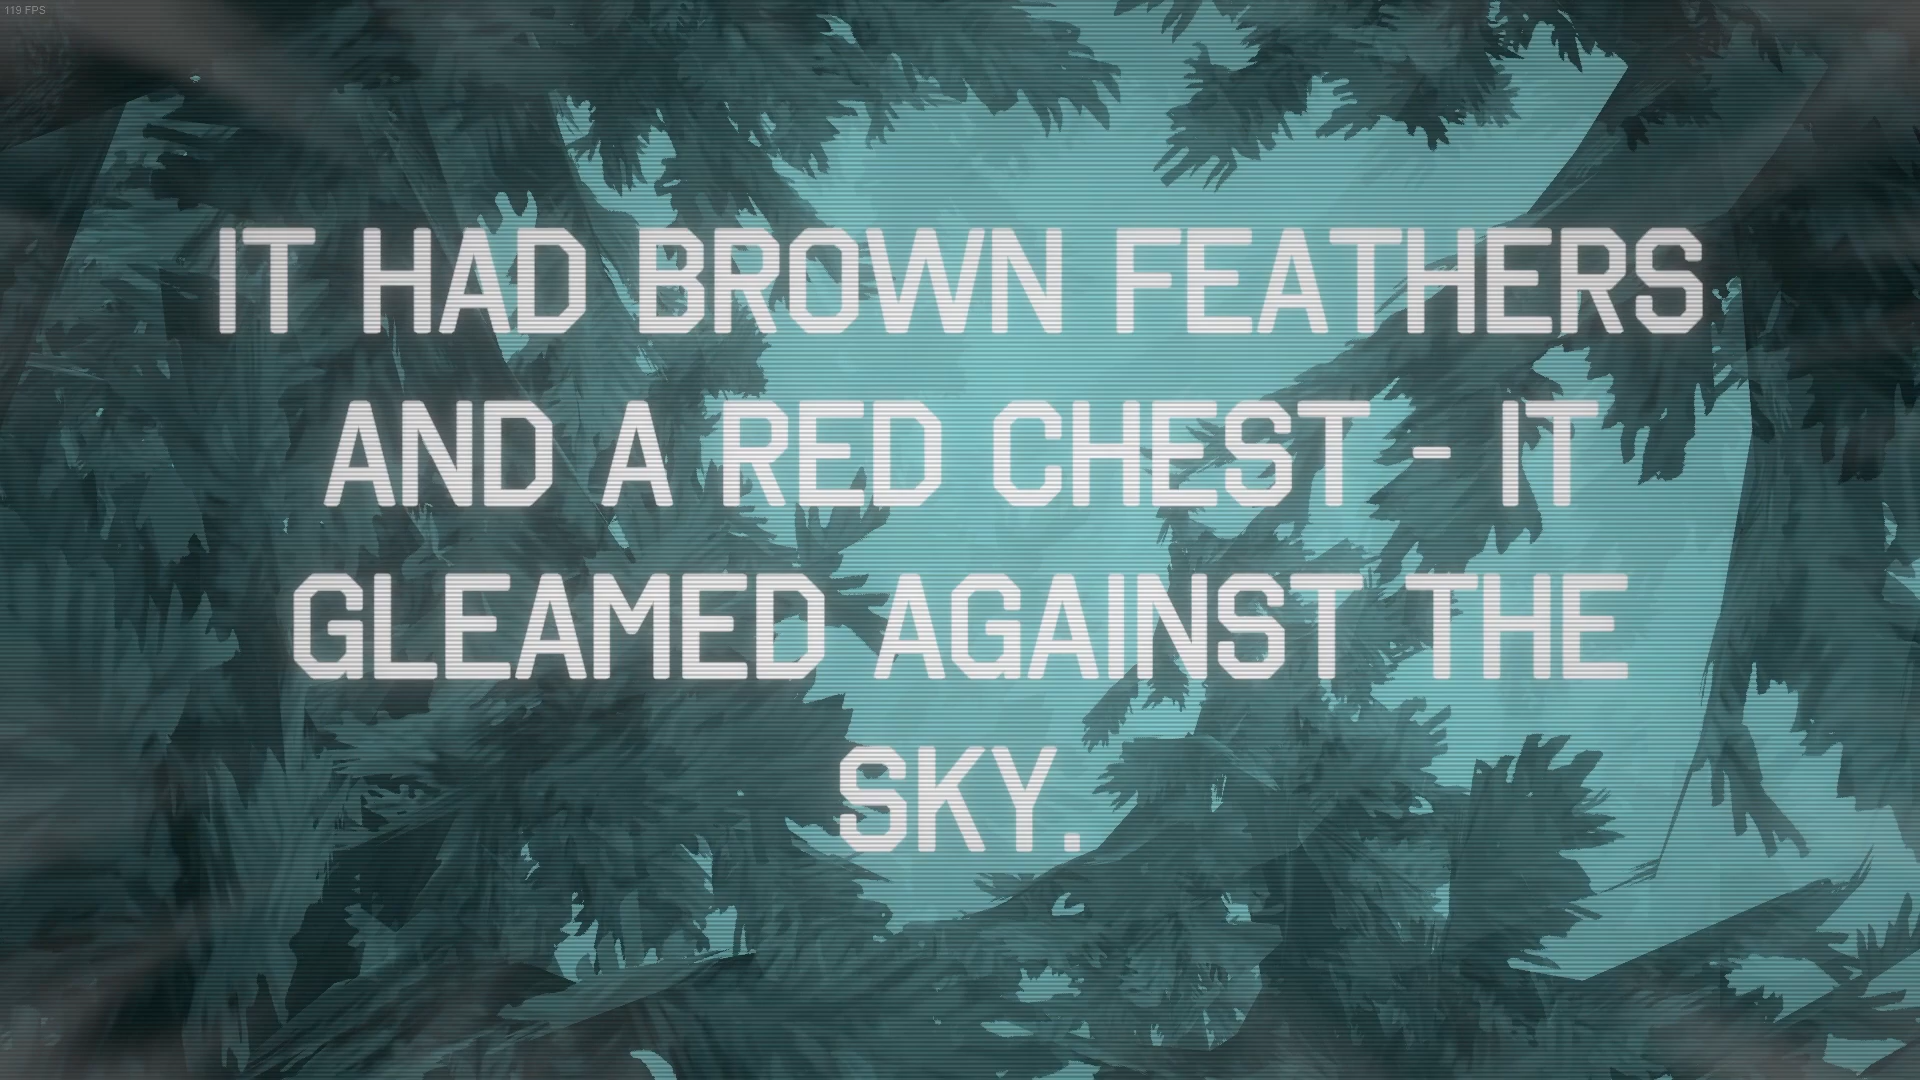 119 FPS
IT HAD BROWN FEATHERS
AND A RED CHEST - IT
GLEAMED AGAINST THE
SKY.